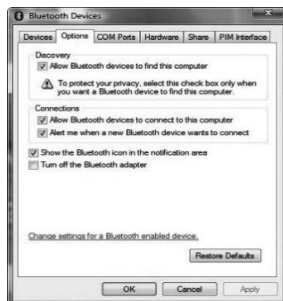 Bluetooth Devices
Devices Options COM Ports Hardware Share PIM Interface
Discovery
Allow Bluetooth devices to find this computer
To protect your privacy, select this check box only when
you want a Bluetooth device to find this computer.
Connections
Allow Bluetooth devices to connect to this computer
Alert me when a new Bluetooth device wants to connect
Show the Bluetooth icon in the notification area
Turn off the Bluetooth adapter
Change settings for a Bluetooth enabled device.
Restore Defaults
OK Cancel Apply